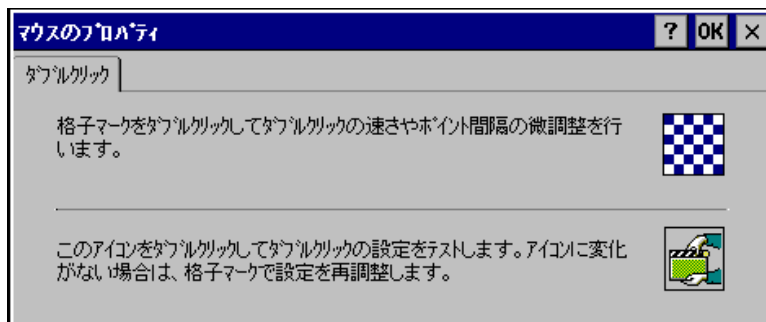 マウスのプロパティ ? OK ×
ダブルクリック
格子マークをダブルクリックしてダブルクリックの速さやポイント間隔の微調整を行
います。
このアイコンをダブルクリックしてダブルクリックの設定をテストします。アイコンに変化
がない場合は、格子マークで設定を再調整します。